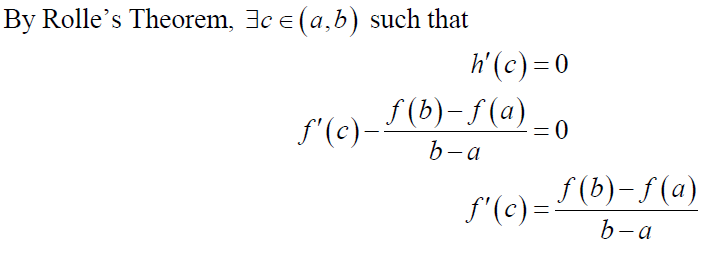 By Rolle’s Theorem, ∃c ∈ (a,b) such that
h'(c) = 0
f'(c) − (f(b) − f(a))/(b − a) = 0
f'(c) = (f(b) − f(a))/(b − a)